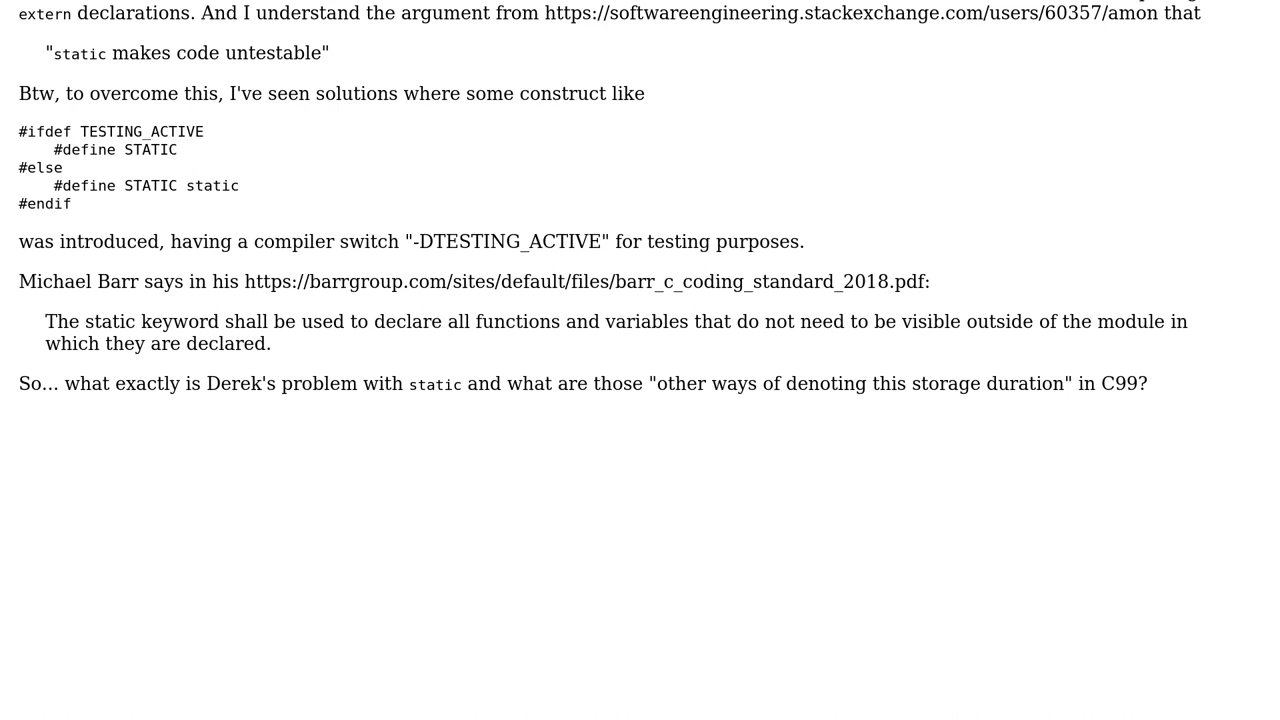 extern declarations. And I understand the argument from https://softwareengineering.stackexchange.com/users/60357/amon that
"static makes code untestable"
Btw, to overcome this, I've seen solutions where some construct like
#ifdef TESTING_ACTIVE
    #define STATIC
#else
    #define STATIC static
#endif
was introduced, having a compiler switch "-DTESTING_ACTIVE" for testing purposes.
Michael Barr says in his https://barrgroup.com/sites/default/files/barr_c_coding_standard_2018.pdf:
The static keyword shall be used to declare all functions and variables that do not need to be visible outside of the module in
which they are declared.
So... what exactly is Derek's problem with static and what are those "other ways of denoting this storage duration" in C99?